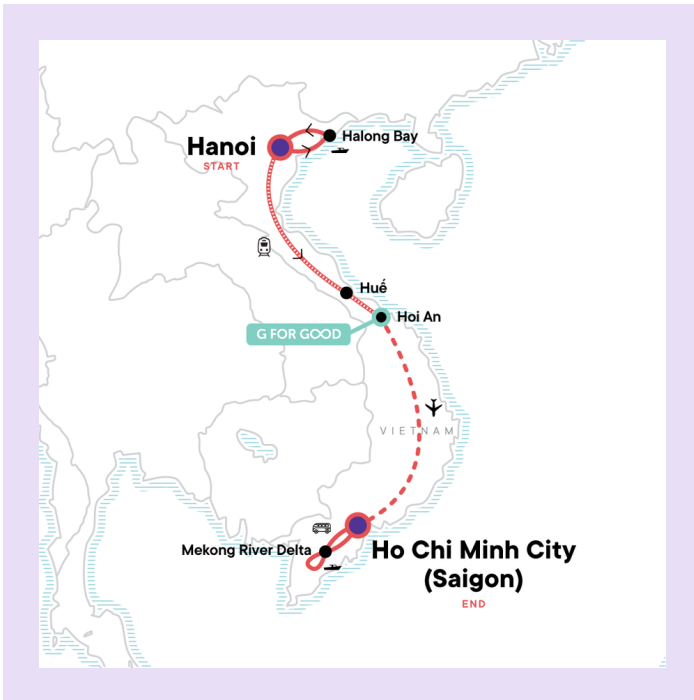 Hanoi
START
Halong Bay
Huế
Hoi An
G FOR GOOD
VIETNAM
Mekong River Delta
Ho Chi Minh City
(Saigon)
END